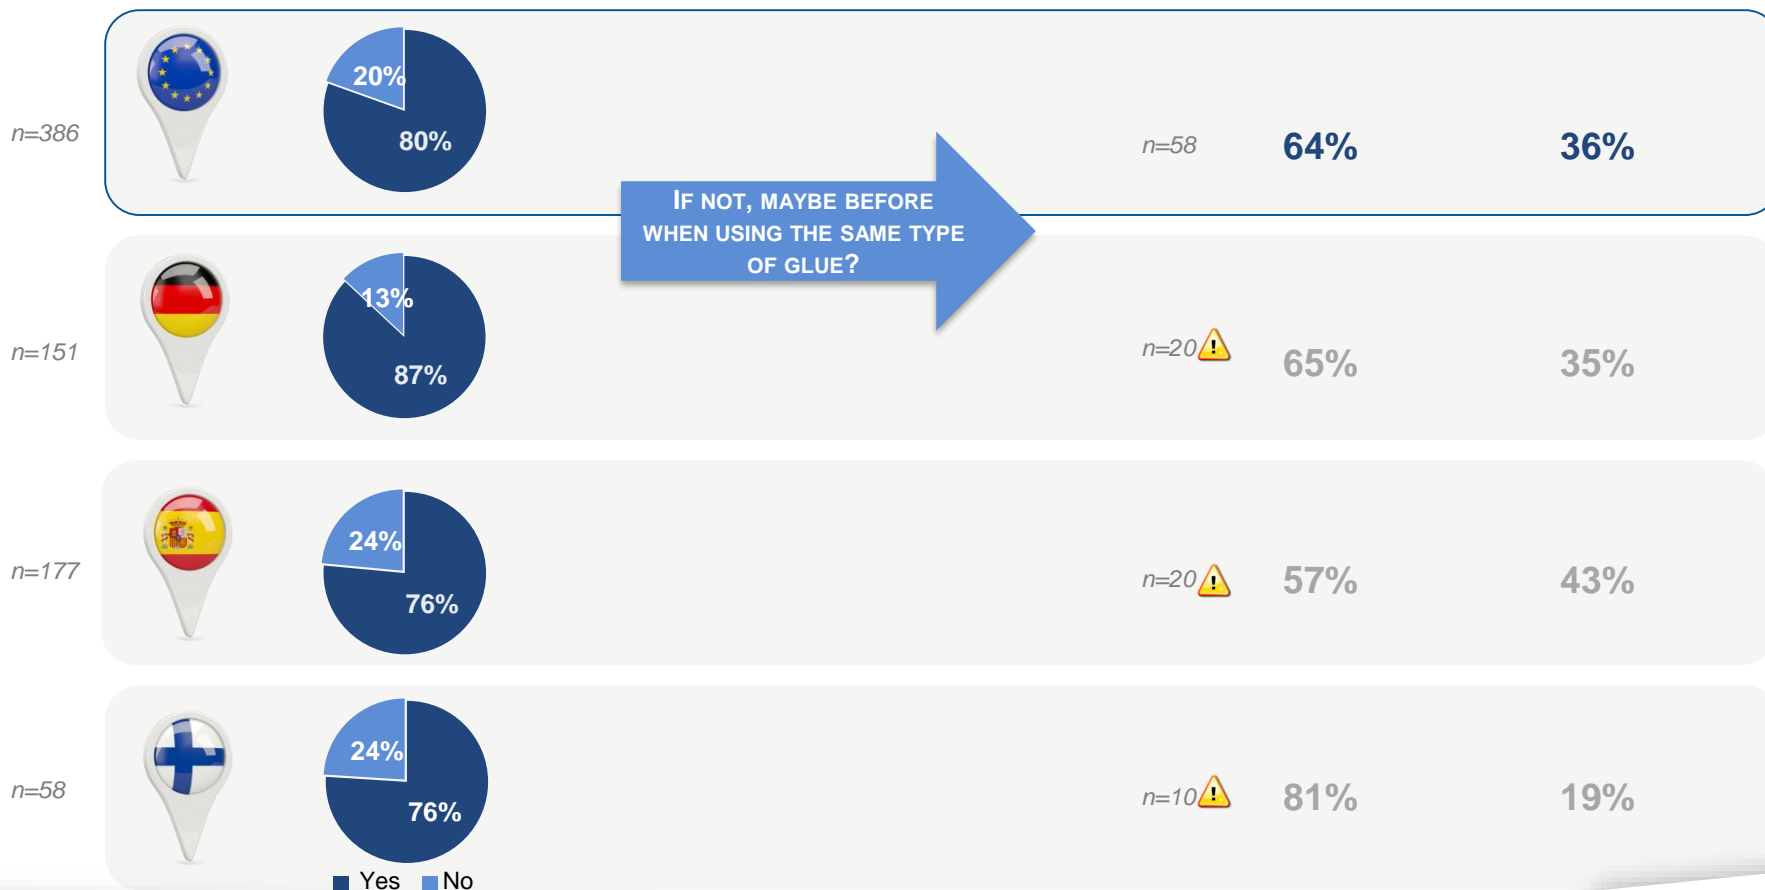 20%
80%
n=386
n=58
64%
36%
IF NOT, MAYBE BEFORE
WHEN USING THE SAME TYPE
OF GLUE?
13%
87%
n=151
n=20
65%
35%
24%
76%
n=177
n=20
57%
43%
24%
76%
n=58
n=10
81%
19%
Yes No